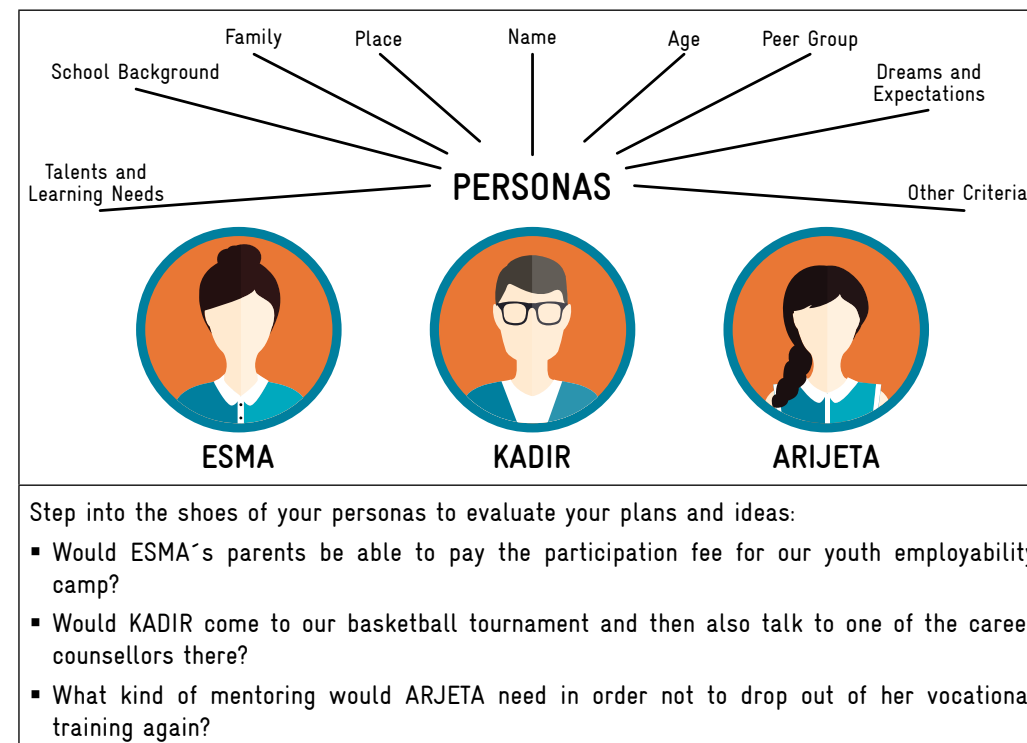 Family
Place
Name
Age
Peer Group
School Background
Dreams and
Expectations
Talents and
Learning Needs
PERSONAS
Other Criteria
ESMA
KADIR
ARIJETA
Step into the shoes of your personas to evaluate your plans and ideas:
▪ Would ESMA´s parents be able to pay the participation fee for our youth employability
camp?
▪ Would KADIR come to our basketball tournament and then also talk to one of the caree
counsellors there?
▪ What kind of mentoring would ARJETA need in order not to drop out of her vocationa
training again?